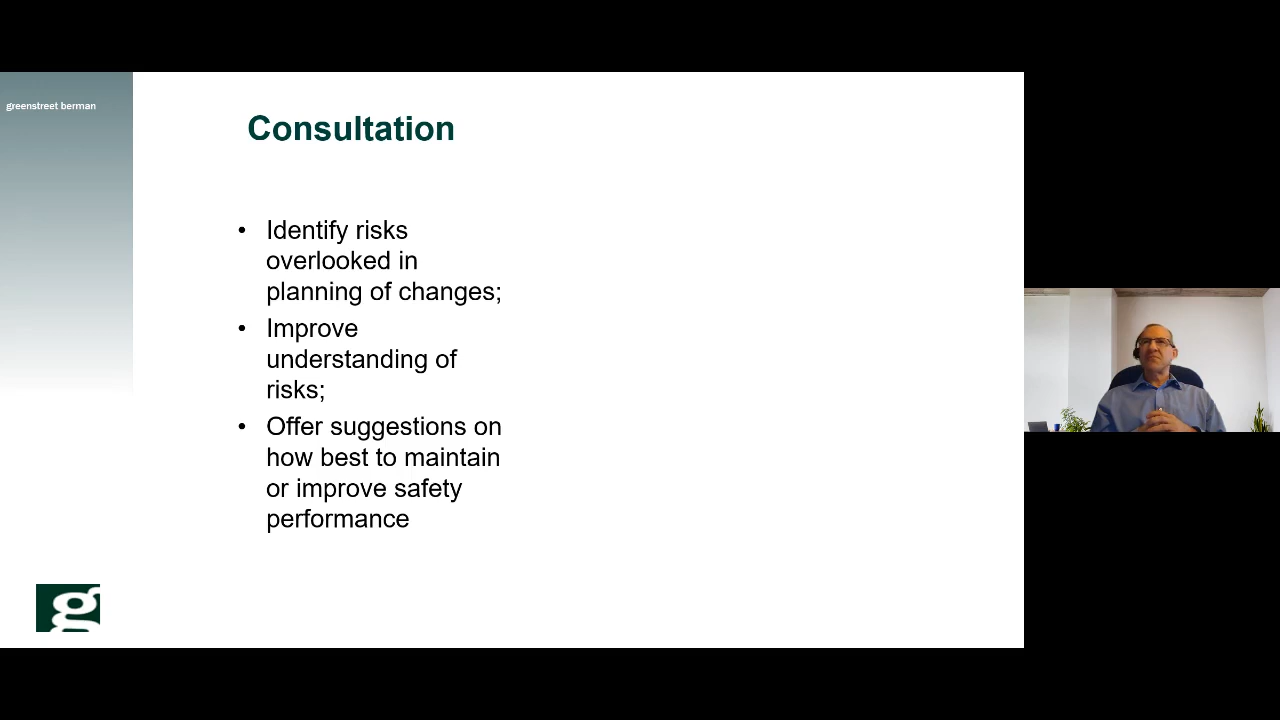 greenstreet berman
Consultation
• Identify risks
overlooked in
planning of changes;
• Improve
understanding of
risks;
• Offer suggestions on
how best to maintain
or improve safety
performance
g